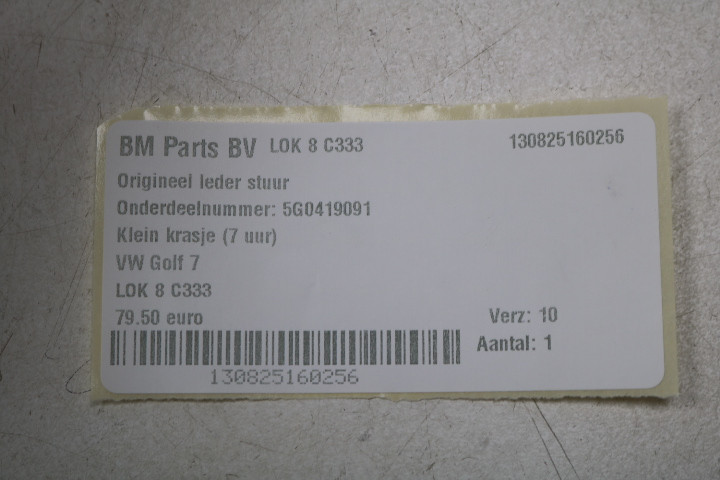 BM Parts BV LOK 8 C333 130825160256
Origineel leder stuur
Onderdeelnummer: 5G0419091
Klein krasje (7 uur)
VW Golf 7
LOK 8 C333
79.50 euro Verz: 10
Aantal: 1
130825160256